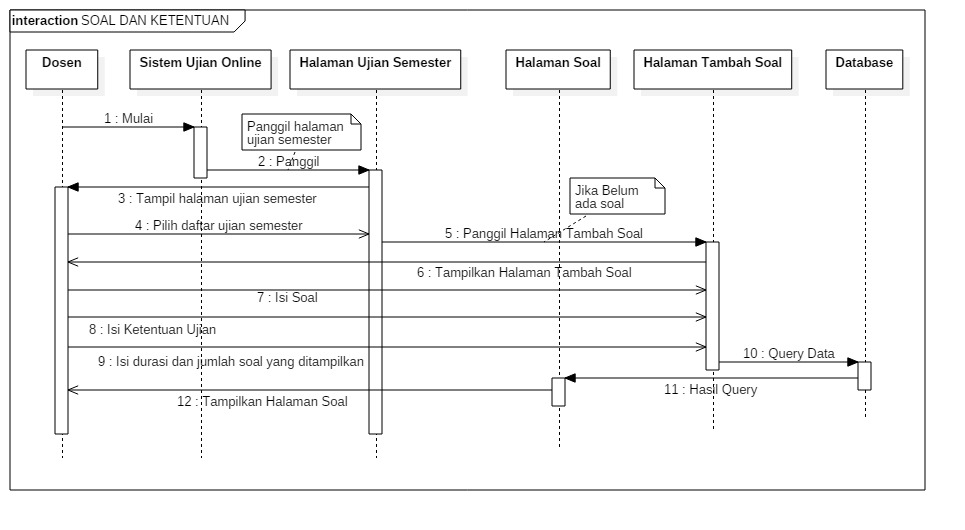 interaction SOAL DAN KETENTUAN
Dosen
Sistem Ujian Online
Halaman Ujian Semester
Halaman Soal
Halaman Tambah Soal
Database
1 : Mulai
Panggil halaman
ujian semester
2 : Panggil
3 : Tampil halaman ujian semester
Jika Belum
ada soal
4 : Pilih daftar ujian semester
5 : Panggil Halaman Tambah Soal
6 : Tampilkan Halaman Tambah Soal
7 : Isi Soal
8 : Isi Ketentuan Ujian
9 : Isi durasi dan jumlah soal yang ditampilkan
10 : Query Data
11 : Hasil Query
12 : Tampilkan Halaman Soal